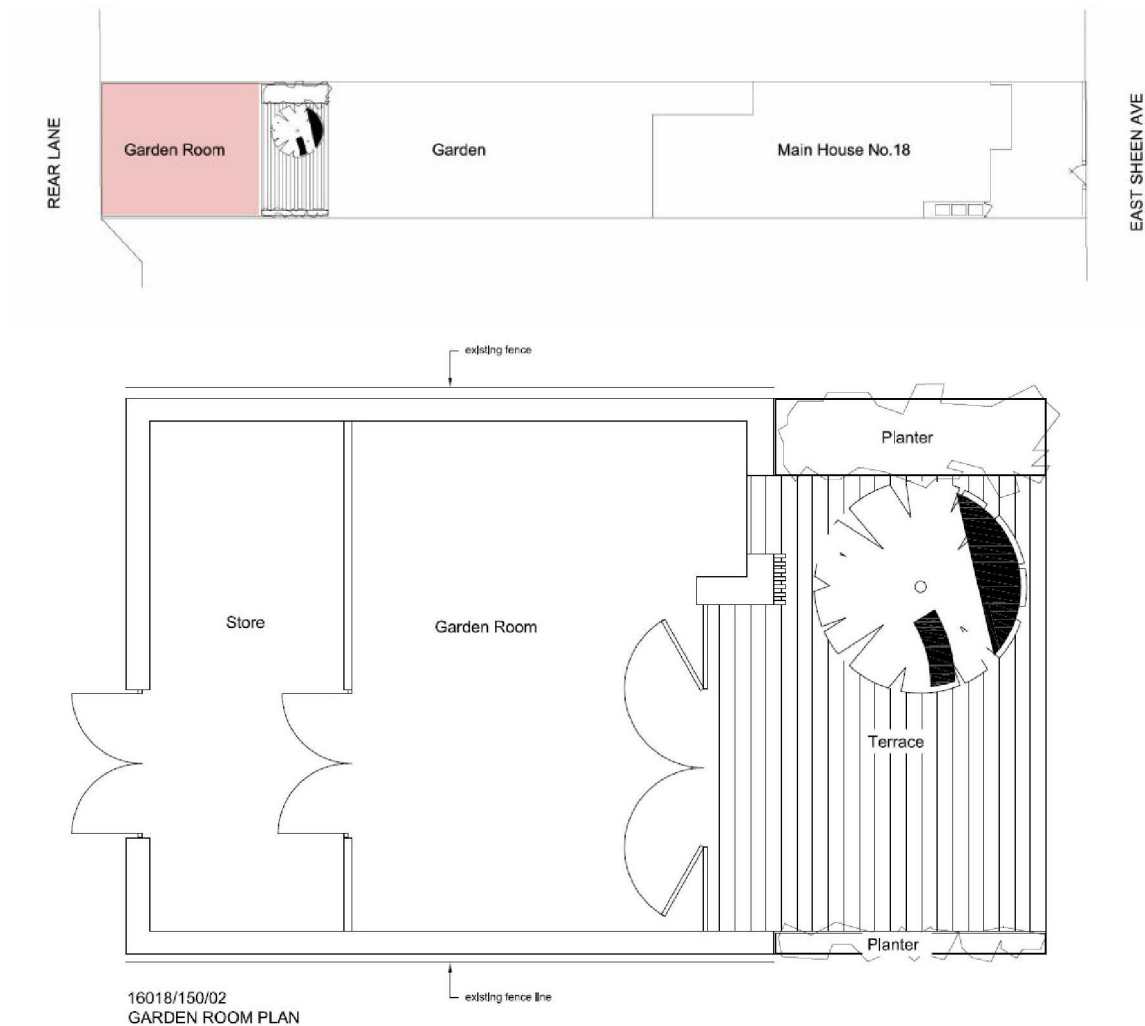 REAR LANE
Garden Room
Garden
Main House No.18
EAST SHEEN AVE
existing fence
Planter
Store
Garden Room
Terrace
Planter
existing fence line
16018/150/02
GARDEN ROOM PLAN